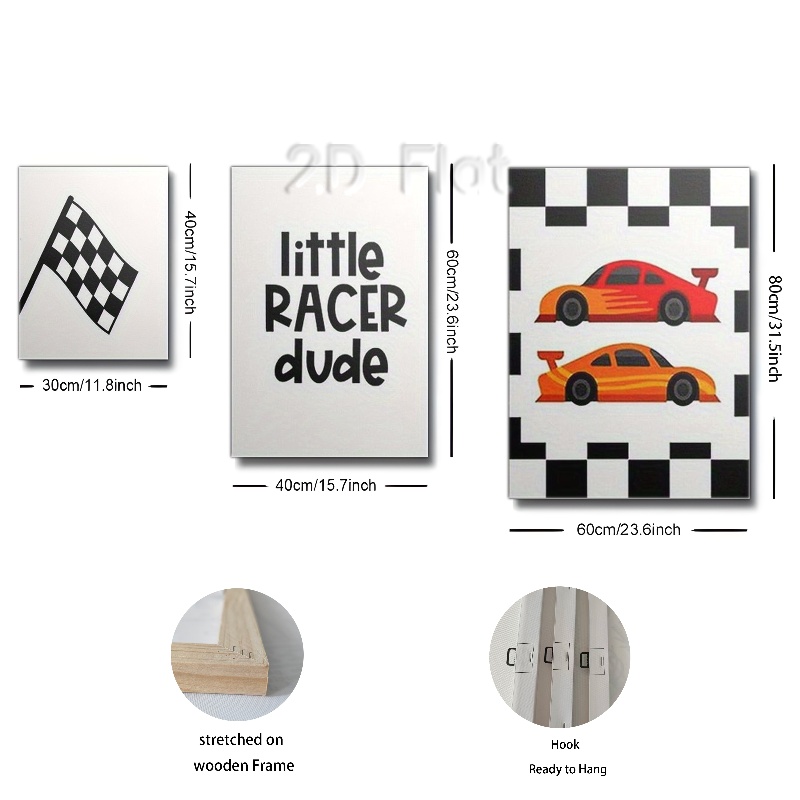 2D Flat
40cm/15.7inch
30cm/11.8inch
little
RACER
dude
60cm/23.6inch
40cm/15.7inch
80cm/31.5inch
60cm/23.6inch
stretched on
wooden Frame
Hook
Ready to Hang